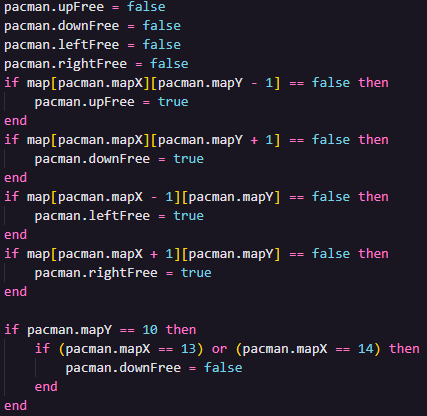 pacman.upFree = false
pacman.downFree = false
pacman.leftFree = false
pacman.rightFree = false
if map[pacman.mapX][pacman.mapY - 1] == false then
    pacman.upFree = true
end
if map[pacman.mapX][pacman.mapY + 1] == false then
    pacman.downFree = true
end
if map[pacman.mapX - 1][pacman.mapY] == false then
    pacman.leftFree = true
end
if map[pacman.mapX + 1][pacman.mapY] == false then
    pacman.rightFree = true
end

if pacman.mapY == 10 then
    if (pacman.mapX == 13) or (pacman.mapX == 14) then
        pacman.downFree = false
    end
end